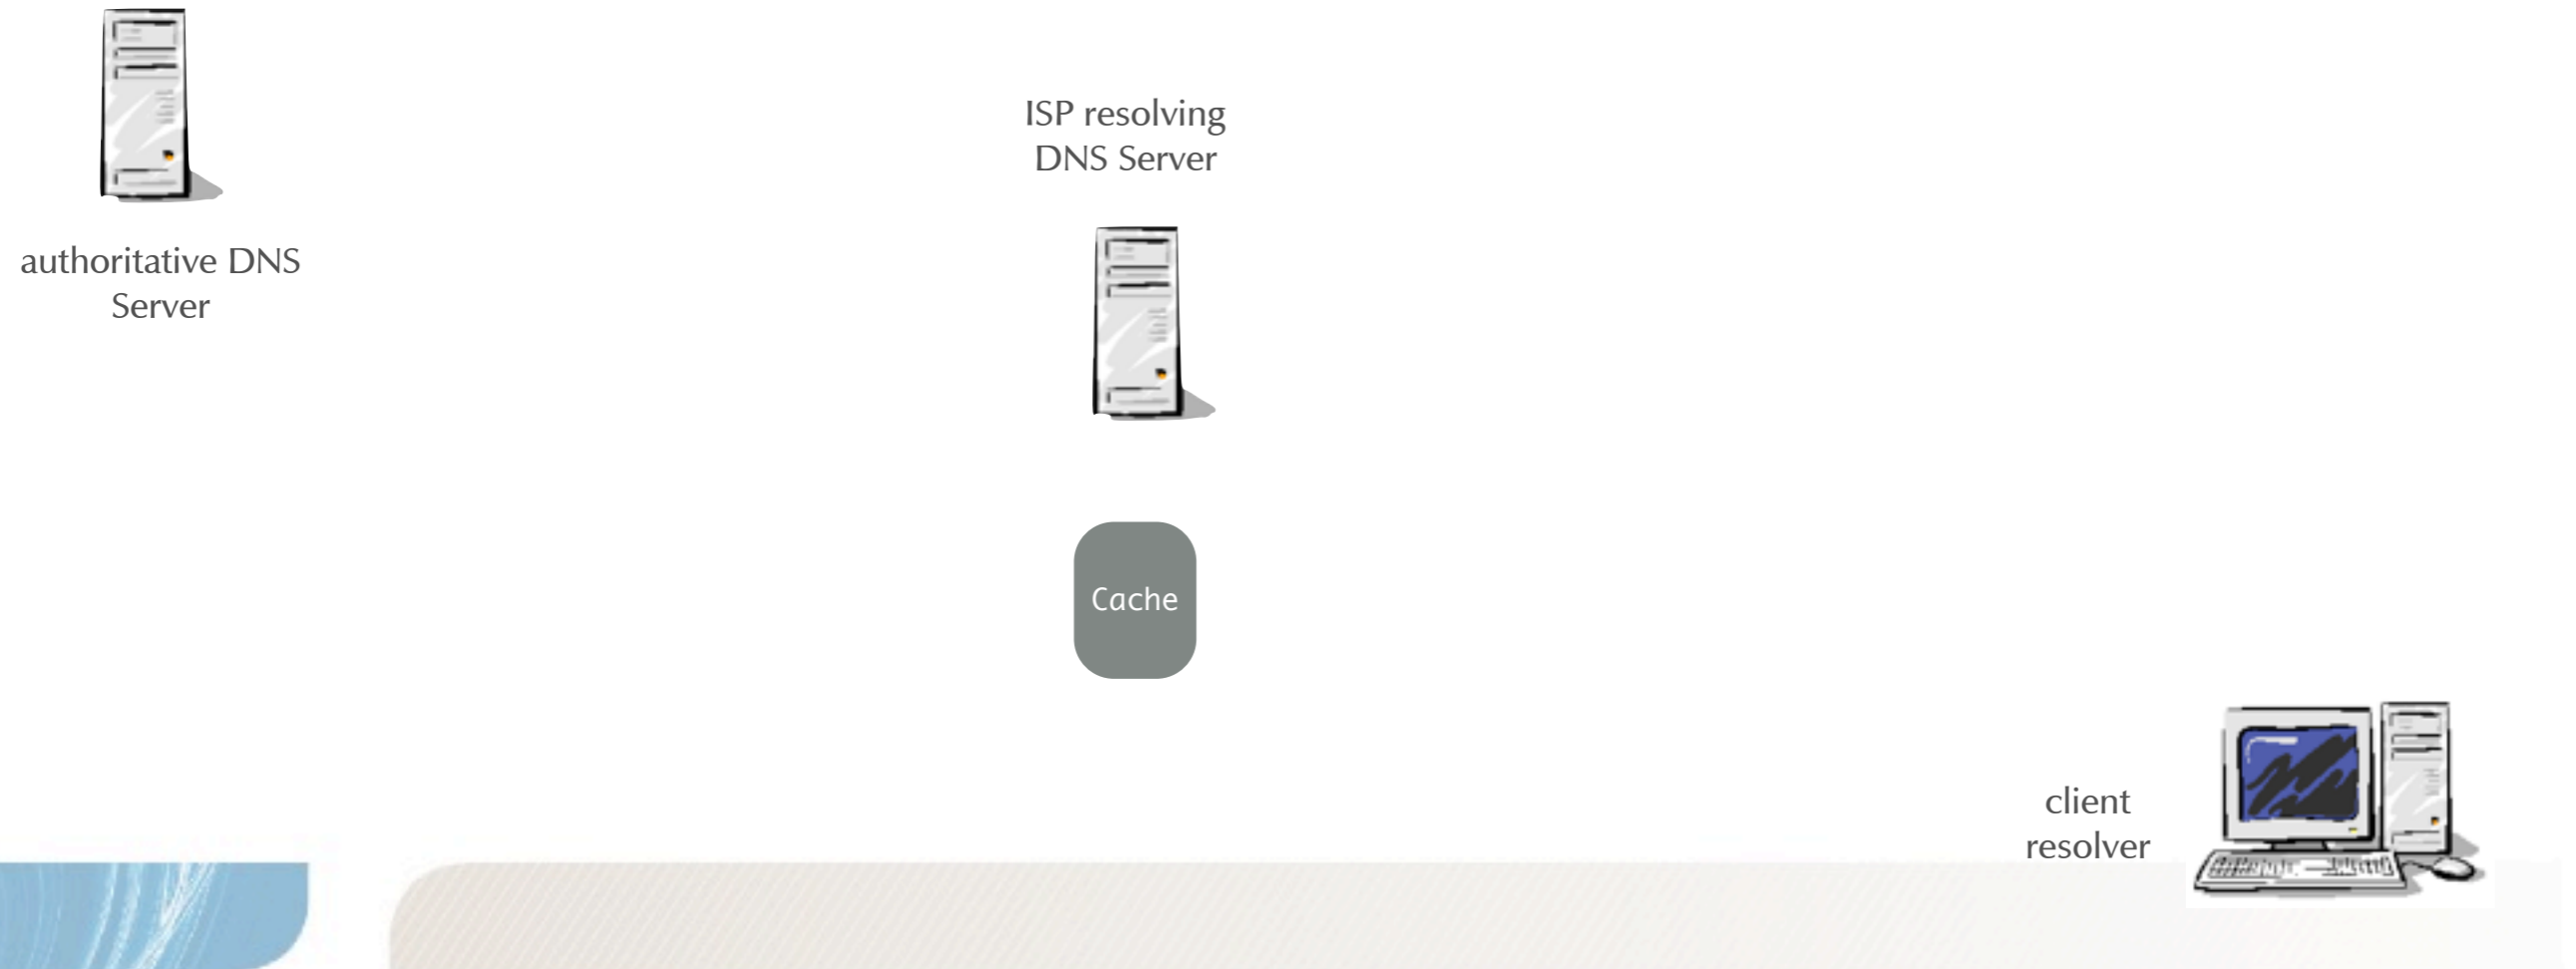 authoritative DNS
Server
ISP resolving
DNS Server
Cache
client
resolver